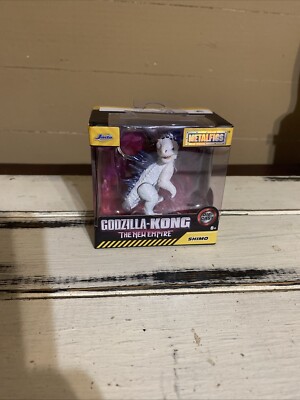 Jada
METALFIGS
GODZILLA-KONG
THE NEW EMPIRE
SHIMO
8+